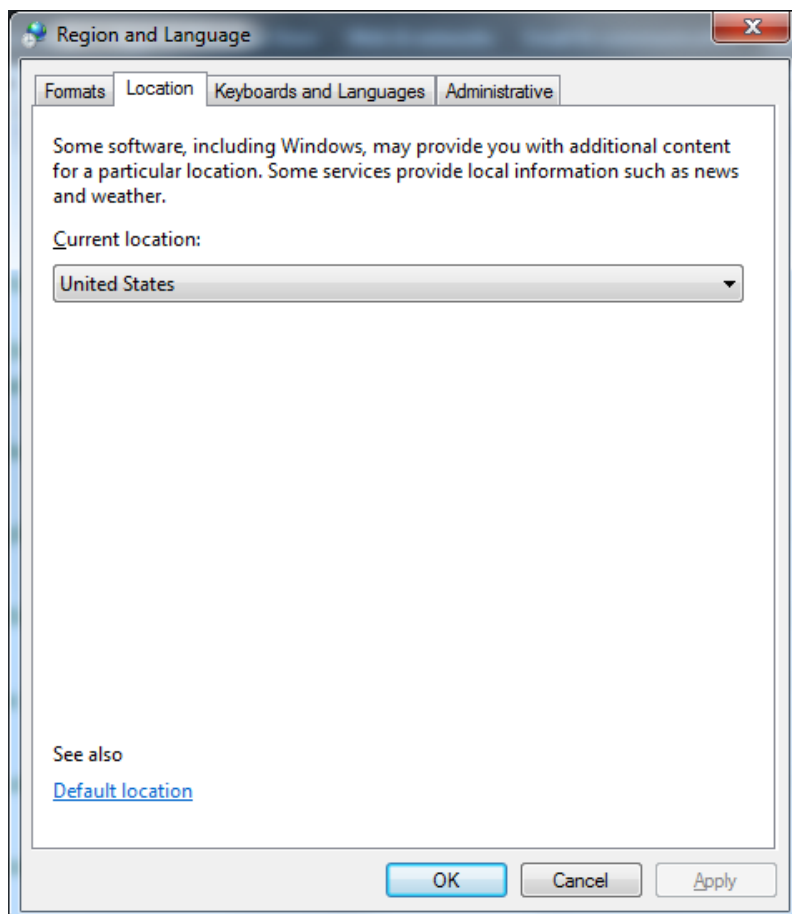 Region and Language
Formats Location Keyboards and Languages Administrative
Some software, including Windows, may provide you with additional content
for a particular location. Some services provide local information such as news
and weather.
Current location:
United States
See also
Default location
OK Cancel Apply